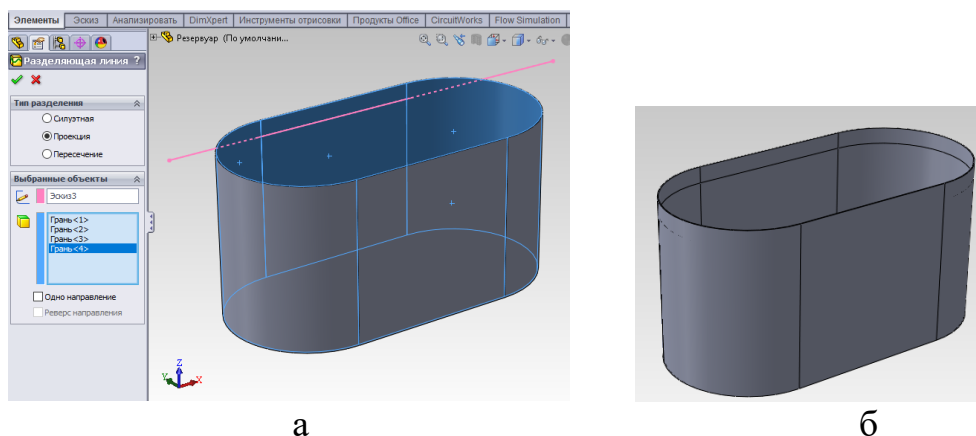 Элементы Эскиз Анализировать DimXpert Инструменты отрисовки Продукты Office CircuitWorks Flow Simulation
Резервуар (По умолчани...
Разделяющая линия ?
Тип разделения
Силуэтная
Проекция
Пересечение
Выбранные объекты
Эскиз3
Грань<1>
Грань<2>
Грань<3>
Грань<4>
Одно направление
Реверс направления
Z
Y
X
а б